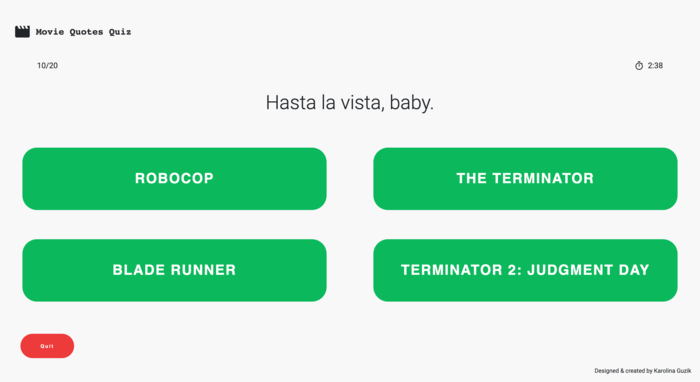 Movie Quotes Quiz
10/20
2:38
Hasta la vista, baby.
ROBOCOP
THE TERMINATOR
BLADE RUNNER
TERMINATOR 2: JUDGMENT DAY
Quit
Designed & created by Karolina Guzik